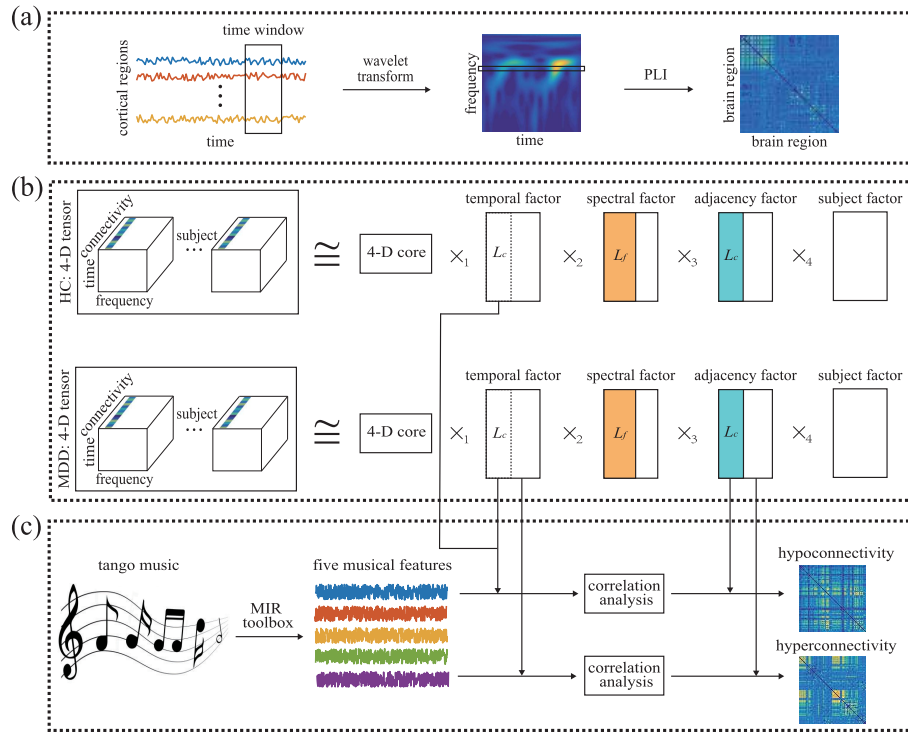 (a)
time window
cortical regions
time
wavelet
transform
frequency
time
PLI
brain region
brain region
(b)
HC: 4-D tensor
time
connectivity
subject
...
frequency
≅
4-D core
×1
temporal factor
Lc
×2
spectral factor
Lf
×3
adjacency factor
Lc
×4
subject factor
MDD: 4-D tensor
time
connectivity
subject
...
frequency
≅
4-D core
×1
temporal factor
Lc
×2
spectral factor
Lf
×3
adjacency factor
Lc
×4
subject factor
(c)
tango music
MIR
toolbox
five musical features
correlation
analysis
hypoconnectivity
correlation
analysis
hyperconnectivity